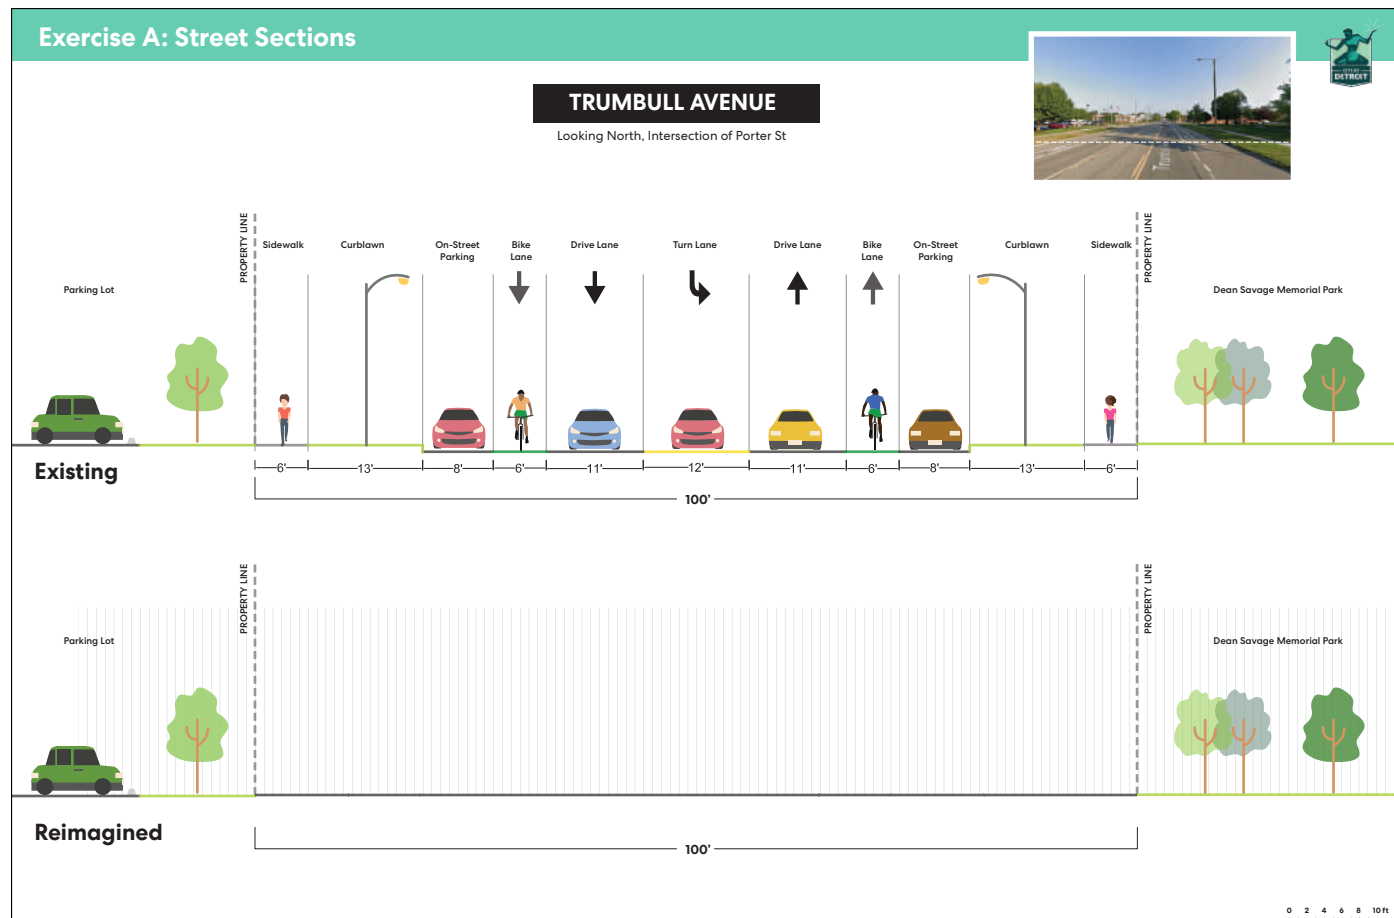 Exercise A: Street Sections
CITY OF
DETROIT
TRUMBULL AVENUE
Looking North, Intersection of Porter St
PROPERTY LINE
Sidewalk
Curblawn
On-Street
Parking
Bike
Lane
Drive Lane
Turn Lane
Drive Lane
Bike
Lane
On-Street
Parking
Curblawn
Sidewalk
PROPERTY LINE
Parking Lot
Dean Savage Memorial Park
Existing
6' 13' 8' 6' 11' 12' 11' 6' 8' 13' 6'
100'
PROPERTY LINE
PROPERTY LINE
Parking Lot
Dean Savage Memorial Park
Reimagined
100'
0 2 4 6 8 10 ft